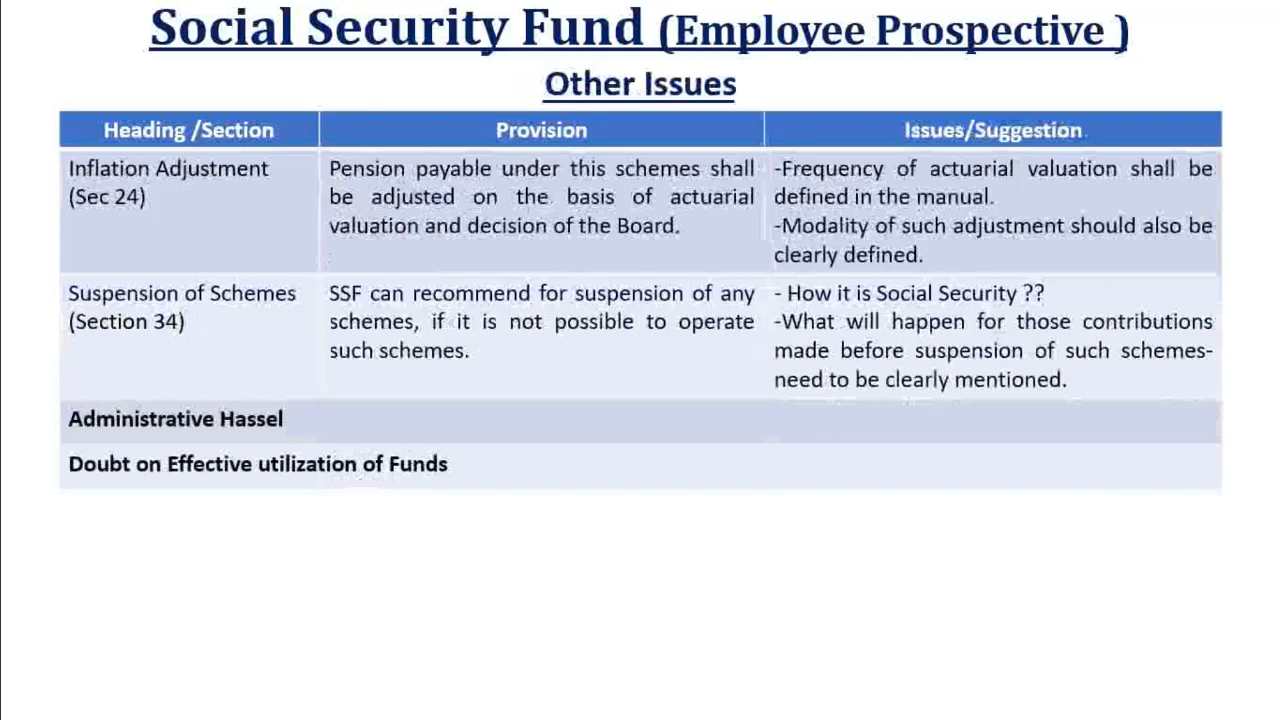 Social Security Fund (Employee Prospective )
Other Issues
Heading /Section
Provision
Issues/Suggestion
Inflation Adjustment
(Sec 24)
Pension payable under this schemes shall
be adjusted on the basis of actuarial
valuation and decision of the Board.
-Frequency of actuarial valuation shall be
defined in the manual.
-Modality of such adjustment should also be
clearly defined.
Suspension of Schemes
(Section 34)
SSF can recommend for suspension of any
schemes, if it is not possible to operate
such schemes.
- How it is Social Security ??
-What will happen for those contributions
made before suspension of such schemes-
need to be clearly mentioned.
Administrative Hassel
Doubt on Effective utilization of Funds